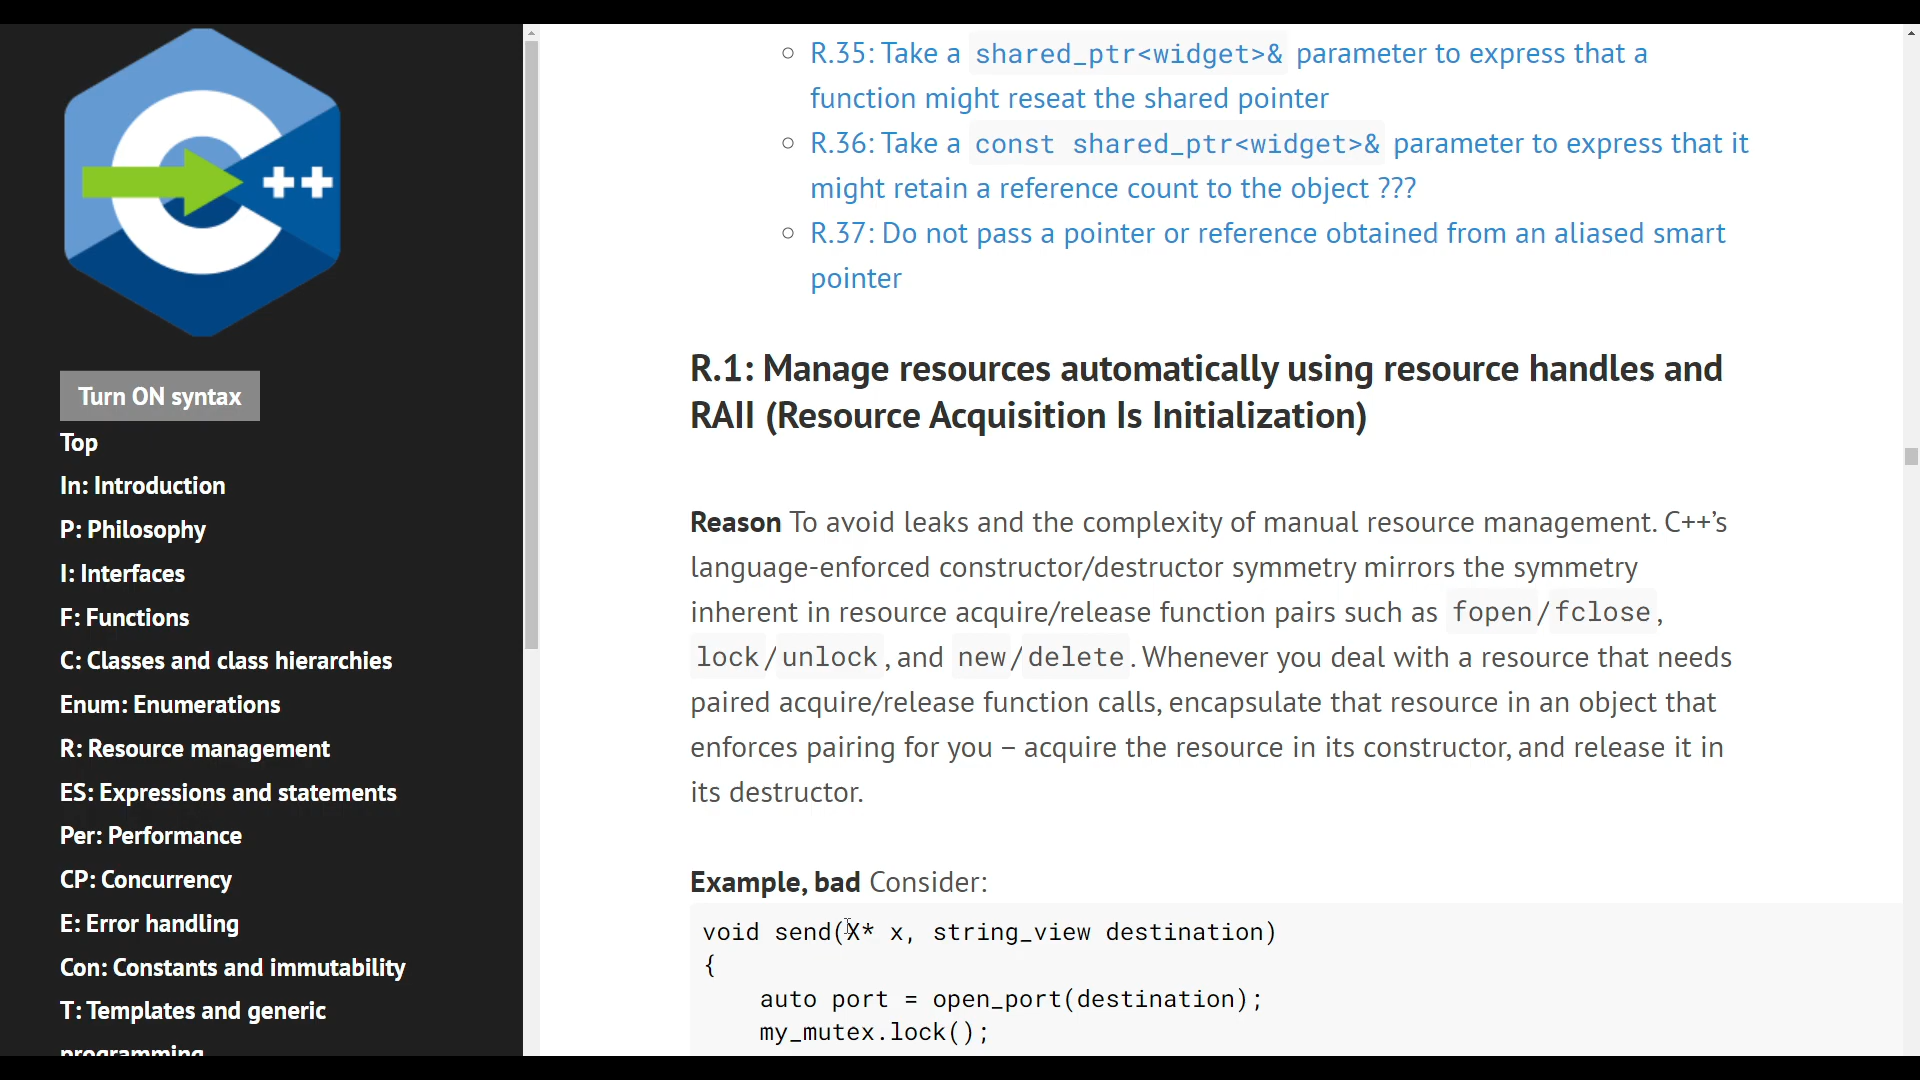 ++
Turn ON syntax
Top
In: Introduction
P: Philosophy
I: Interfaces
F: Functions
C: Classes and class hierarchies
Enum: Enumerations
R: Resource management
ES: Expressions and statements
Per: Performance
CP: Concurrency
E: Error handling
Con: Constants and immutability
T: Templates and generic
programming
R.35: Take a shared_ptr<widget>& parameter to express that a
function might reseat the shared pointer
R.36: Take a const shared_ptr<widget>& parameter to express that it
might retain a reference count to the object ???
R.37: Do not pass a pointer or reference obtained from an aliased smart
pointer
R.1: Manage resources automatically using resource handles and
RAII (Resource Acquisition Is Initialization)
Reason To avoid leaks and the complexity of manual resource management. C++’s
language-enforced constructor/destructor symmetry mirrors the symmetry
inherent in resource acquire/release function pairs such as fopen/fclose,
lock/unlock, and new/delete. Whenever you deal with a resource that needs
paired acquire/release function calls, encapsulate that resource in an object that
enforces pairing for you – acquire the resource in its constructor, and release it in
its destructor.
Example, bad Consider:
void send(X* x, string_view destination)
{
    auto port = open_port(destination);
    my_mutex.lock();